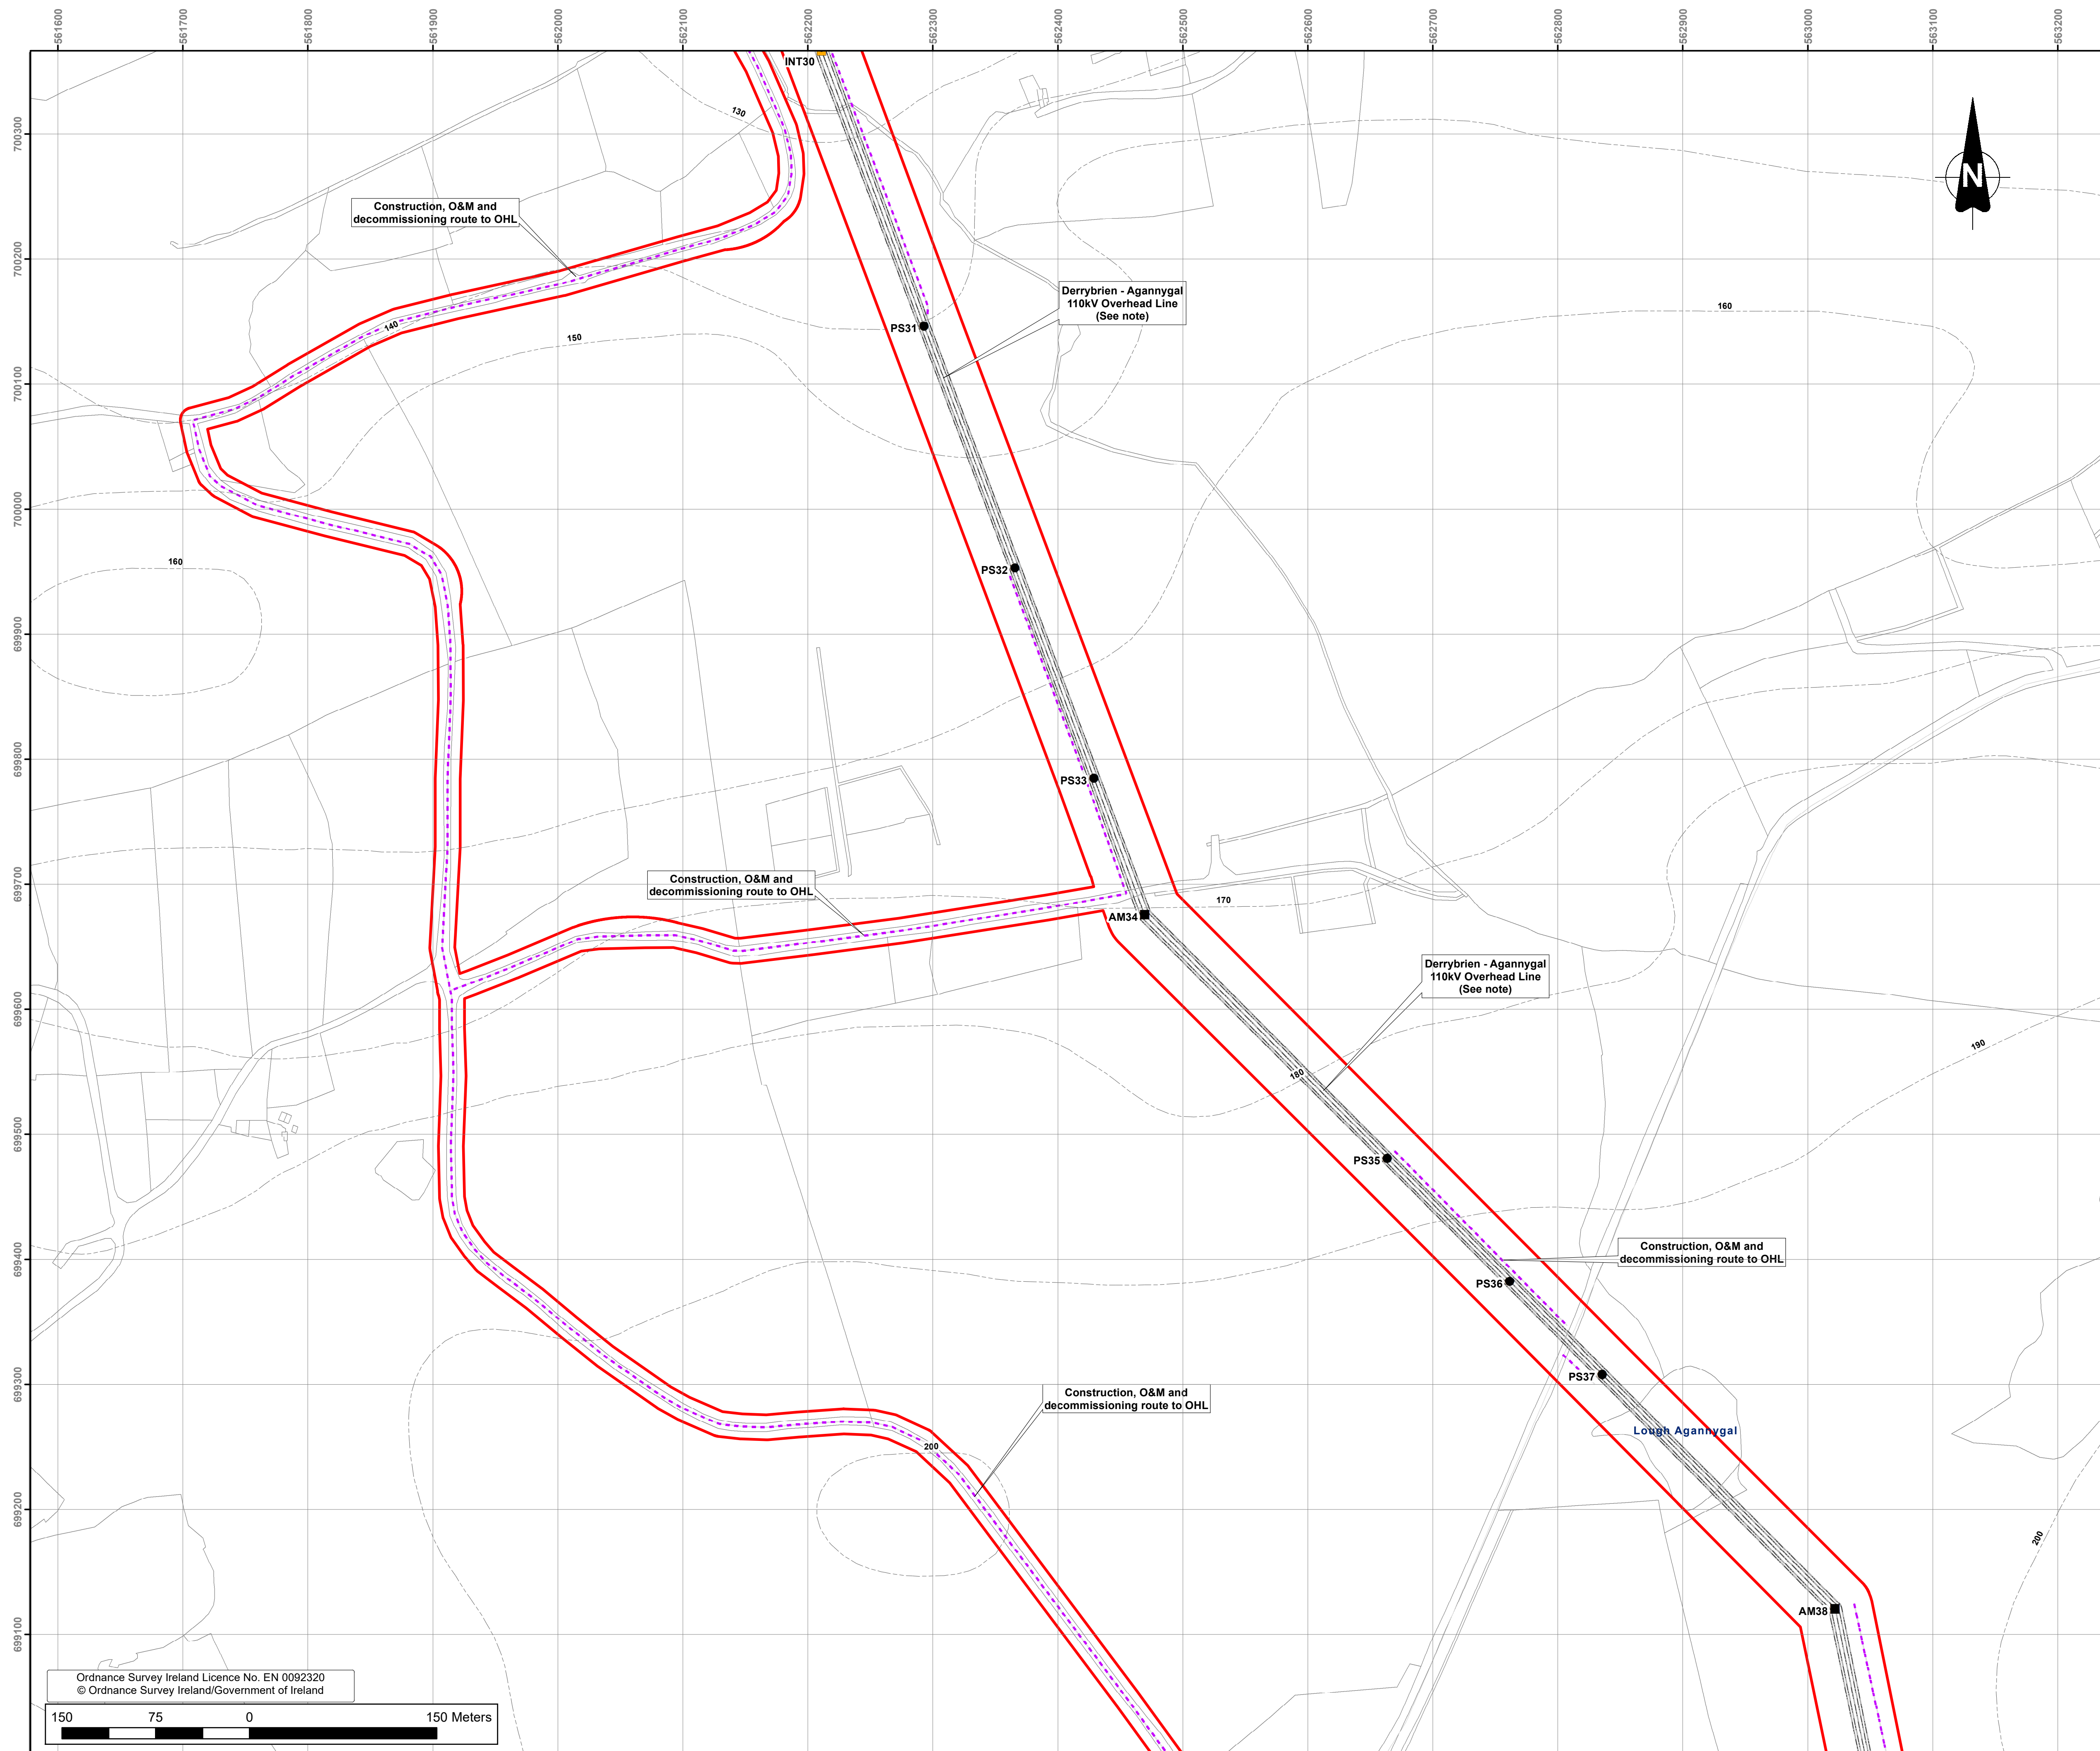 561600
561700
561800
561900
562000
562100
562200
562300
562400
562500
562600
562700
562800
562900
563000
563100
563200
INT30
130
700300
N
Construction, O&M and
decommissioning route to OHL
700200
Derrybrien - Agannygal
110kV Overhead Line
(See note)
160
140
PS31
150
700100
700000
160
PS32
699900
699800
PS33
Construction, O&M and
decommissioning route to OHL
699700
170
AM34
Derrybrien - Agannygal
110kV Overhead Line
(See note)
699600
190
180
699500
PS35
Construction, O&M and
decommissioning route to OHL
699400
PS36
PS37
699300
Construction, O&M and
decommissioning route to OHL
Lough Agannygal
200
699200
200
AM38
699100
Ordnance Survey Ireland Licence No. EN 0092320
© Ordnance Survey Ireland/Government of Ireland
150 75 0 150 Meters